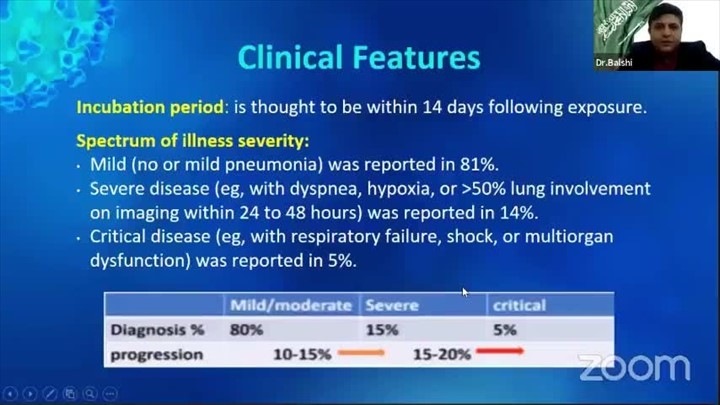 Dr.Balshi
Clinical Features
Incubation period: is thought to be within 14 days following exposure.
Spectrum of illness severity:
• Mild (no or mild pneumonia) was reported in 81%.
• Severe disease (eg, with dyspnea, hypoxia, or >50% lung involvement
on imaging within 24 to 48 hours) was reported in 14%.
• Critical disease (eg, with respiratory failure, shock, or multiorgan
dysfunction) was reported in 5%.
Mild/moderate Severe critical
Diagnosis % 80% 15% 5%
progression 10-15% 15-20%
zoom